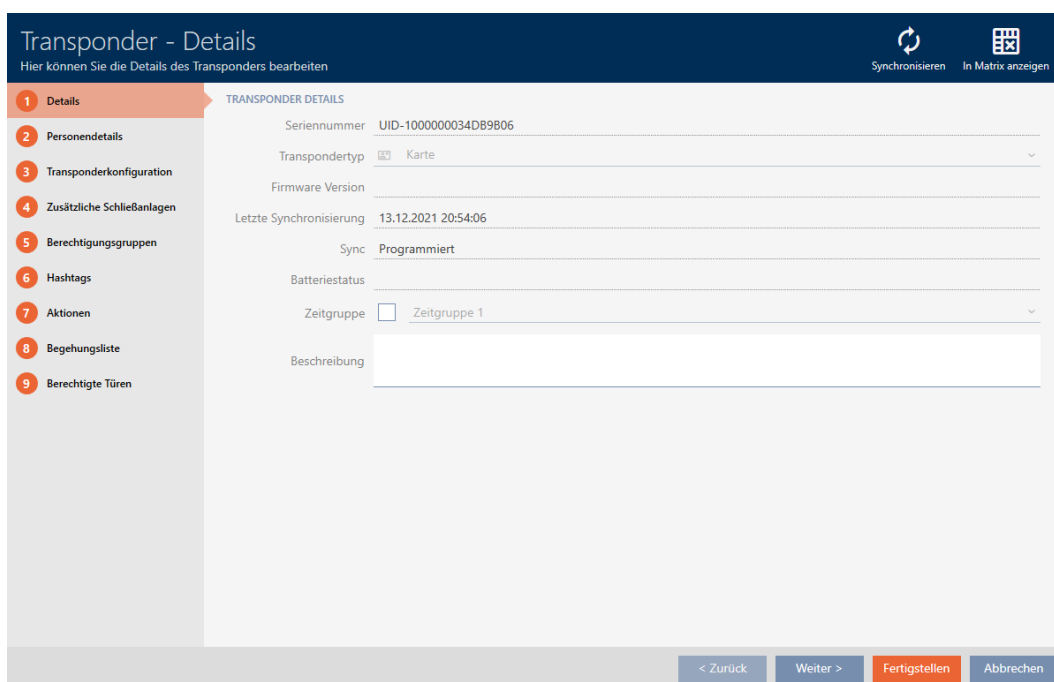 Transponder - Details
Hier können Sie die Details des Transponders bearbeiten
Synchronisieren
In Matrix anzeigen
1 Details
2 Personendetails
3 Transponderkonfiguration
4 Zusätzliche Schließanlagen
5 Berechtigungsgruppen
6 Hashtags
7 Aktionen
8 Begehungsliste
9 Berechtigte Türen
TRANSPONDER DETAILS
Seriennummer UID-1000000034DB9B06
Transpondertyp Karte
Firmware Version
Letzte Synchronisierung 13.12.2021 20:54:06
Sync Programmiert
Batteriestatus
Zeitgruppe Zeitgruppe 1
Beschreibung
< Zurück Weiter > Fertigstellen Abbrechen